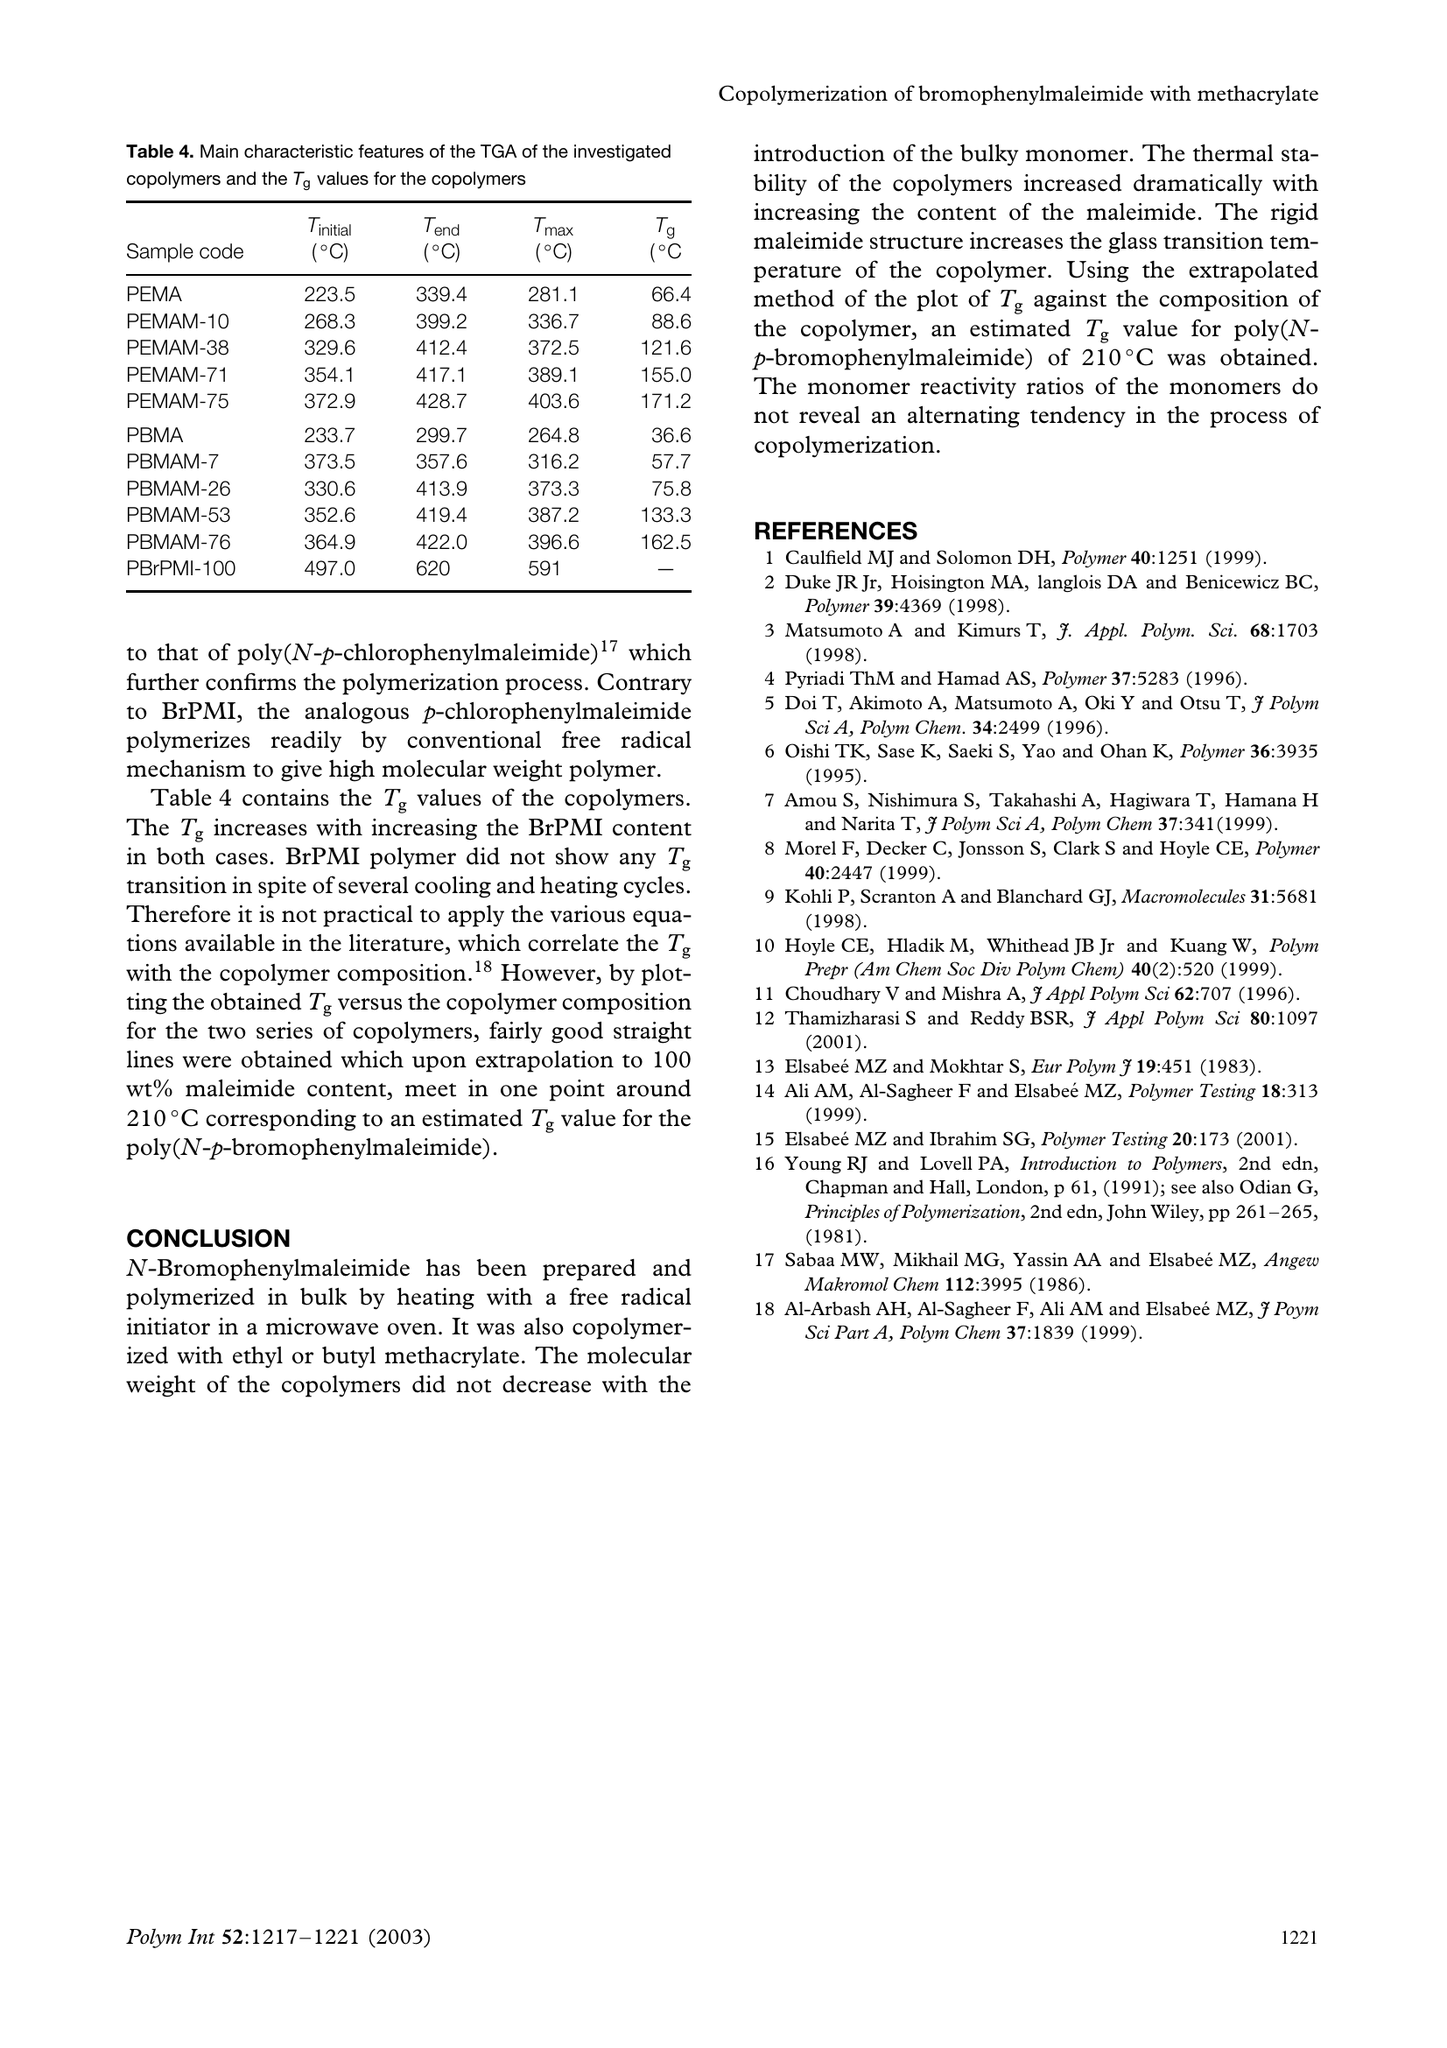 Copolymerization of bromophenylmaleimide with methacrylate
Table 4. Main characteristic features of the TGA of the investigated
copolymers and the Tg values for the copolymers
Sample code Tinitial (°C) Tend (°C) Tmax (°C) Tg (°C
PEMA 223.5 339.4 281.1 66.4
PEMAM-10 268.3 399.2 336.7 88.6
PEMAM-38 329.6 412.4 372.5 121.6
PEMAM-71 354.1 417.1 389.1 155.0
PEMAM-75 372.9 428.7 403.6 171.2
PBMA 233.7 299.7 264.8 36.6
PBMAM-7 373.5 357.6 316.2 57.7
PBMAM-26 330.6 413.9 373.3 75.8
PBMAM-53 352.6 419.4 387.2 133.3
PBMAM-76 364.9 422.0 396.6 162.5
PBrPMI-100 497.0 620 591 —
to that of poly(N-p-chlorophenylmaleimide)17 which
further confirms the polymerization process. Contrary
to BrPMI, the analogous p-chlorophenylmaleimide
polymerizes readily by conventional free radical
mechanism to give high molecular weight polymer.
Table 4 contains the Tg values of the copolymers.
The Tg increases with increasing the BrPMI content
in both cases. BrPMI polymer did not show any Tg
transition in spite of several cooling and heating cycles.
Therefore it is not practical to apply the various equa-
tions available in the literature, which correlate the Tg
with the copolymer composition.18 However, by plot-
ting the obtained Tg versus the copolymer composition
for the two series of copolymers, fairly good straight
lines were obtained which upon extrapolation to 100
wt% maleimide content, meet in one point around
210 °C corresponding to an estimated Tg value for the
poly(N-p-bromophenylmaleimide).
CONCLUSION
N-Bromophenylmaleimide has been prepared and
polymerized in bulk by heating with a free radical
initiator in a microwave oven. It was also copolymer-
ized with ethyl or butyl methacrylate. The molecular
weight of the copolymers did not decrease with the
introduction of the bulky monomer. The thermal sta-
bility of the copolymers increased dramatically with
increasing the content of the maleimide. The rigid
maleimide structure increases the glass transition tem-
perature of the copolymer. Using the extrapolated
method of the plot of Tg against the composition of
the copolymer, an estimated Tg value for poly(N-
p-bromophenylmaleimide) of 210 °C was obtained.
The monomer reactivity ratios of the monomers do
not reveal an alternating tendency in the process of
copolymerization.
REFERENCES
1 Caulfield MJ and Solomon DH, Polymer 40:1251 (1999).
2 Duke JR Jr, Hoisington MA, langlois DA and Benicewicz BC,
Polymer 39:4369 (1998).
3 Matsumoto A and Kimurs T, J. Appl. Polym. Sci. 68:1703
(1998).
4 Pyriadi ThM and Hamad AS, Polymer 37:5283 (1996).
5 Doi T, Akimoto A, Matsumoto A, Oki Y and Otsu T, J Polym
Sci A, Polym Chem. 34:2499 (1996).
6 Oishi TK, Sase K, Saeki S, Yao and Ohan K, Polymer 36:3935
(1995).
7 Amou S, Nishimura S, Takahashi A, Hagiwara T, Hamana H
and Narita T, J Polym Sci A, Polym Chem 37:341(1999).
8 Morel F, Decker C, Jonsson S, Clark S and Hoyle CE, Polymer
40:2447 (1999).
9 Kohli P, Scranton A and Blanchard GJ, Macromolecules 31:5681
(1998).
10 Hoyle CE, Hladik M, Whithead JB Jr and Kuang W, Polym
Prepr (Am Chem Soc Div Polym Chem) 40(2):520 (1999).
11 Choudhary V and Mishra A, J Appl Polym Sci 62:707 (1996).
12 Thamizharasi S and Reddy BSR, J Appl Polym Sci 80:1097
(2001).
13 Elsabeé MZ and Mokhtar S, Eur Polym J 19:451 (1983).
14 Ali AM, Al-Sagheer F and Elsabeé MZ, Polymer Testing 18:313
(1999).
15 Elsabeé MZ and Ibrahim SG, Polymer Testing 20:173 (2001).
16 Young RJ and Lovell PA, Introduction to Polymers, 2nd edn,
Chapman and Hall, London, p 61, (1991); see also Odian G,
Principles of Polymerization, 2nd edn, John Wiley, pp 261–265,
(1981).
17 Sabaa MW, Mikhail MG, Yassin AA and Elsabeé MZ, Angew
Makromol Chem 112:3995 (1986).
18 Al-Arbash AH, Al-Sagheer F, Ali AM and Elsabeé MZ, J Poym
Sci Part A, Polym Chem 37:1839 (1999).
Polym Int 52:1217–1221 (2003)
1221